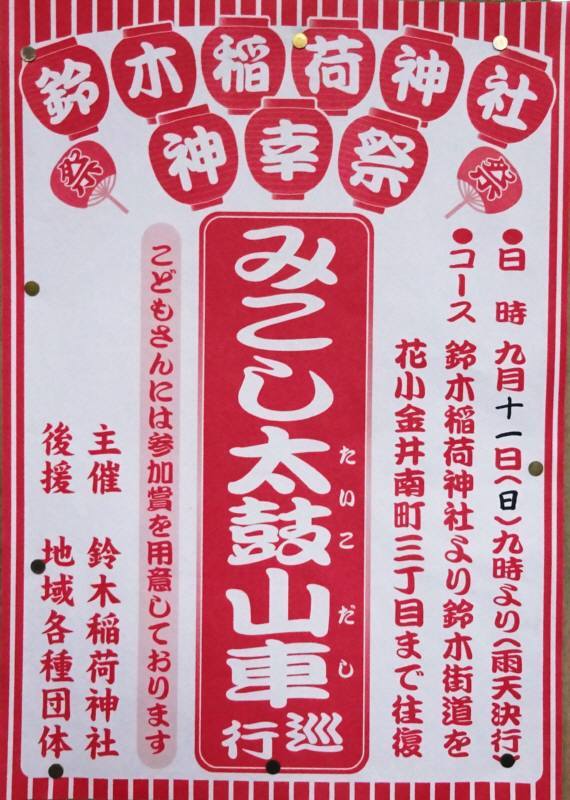 鈴木稲荷神社
神幸祭
祭
祭
●日時 九月十一日(日)九時より(雨天決行)
●コース 鈴木稲荷神社より鈴木街道を
花小金井南町三丁目まで往復
みこし太鼓山車巡行
たいこ だし
こどもさんには参加賞を用意しております
主催 鈴木稲荷神社
後援 地域各種団体